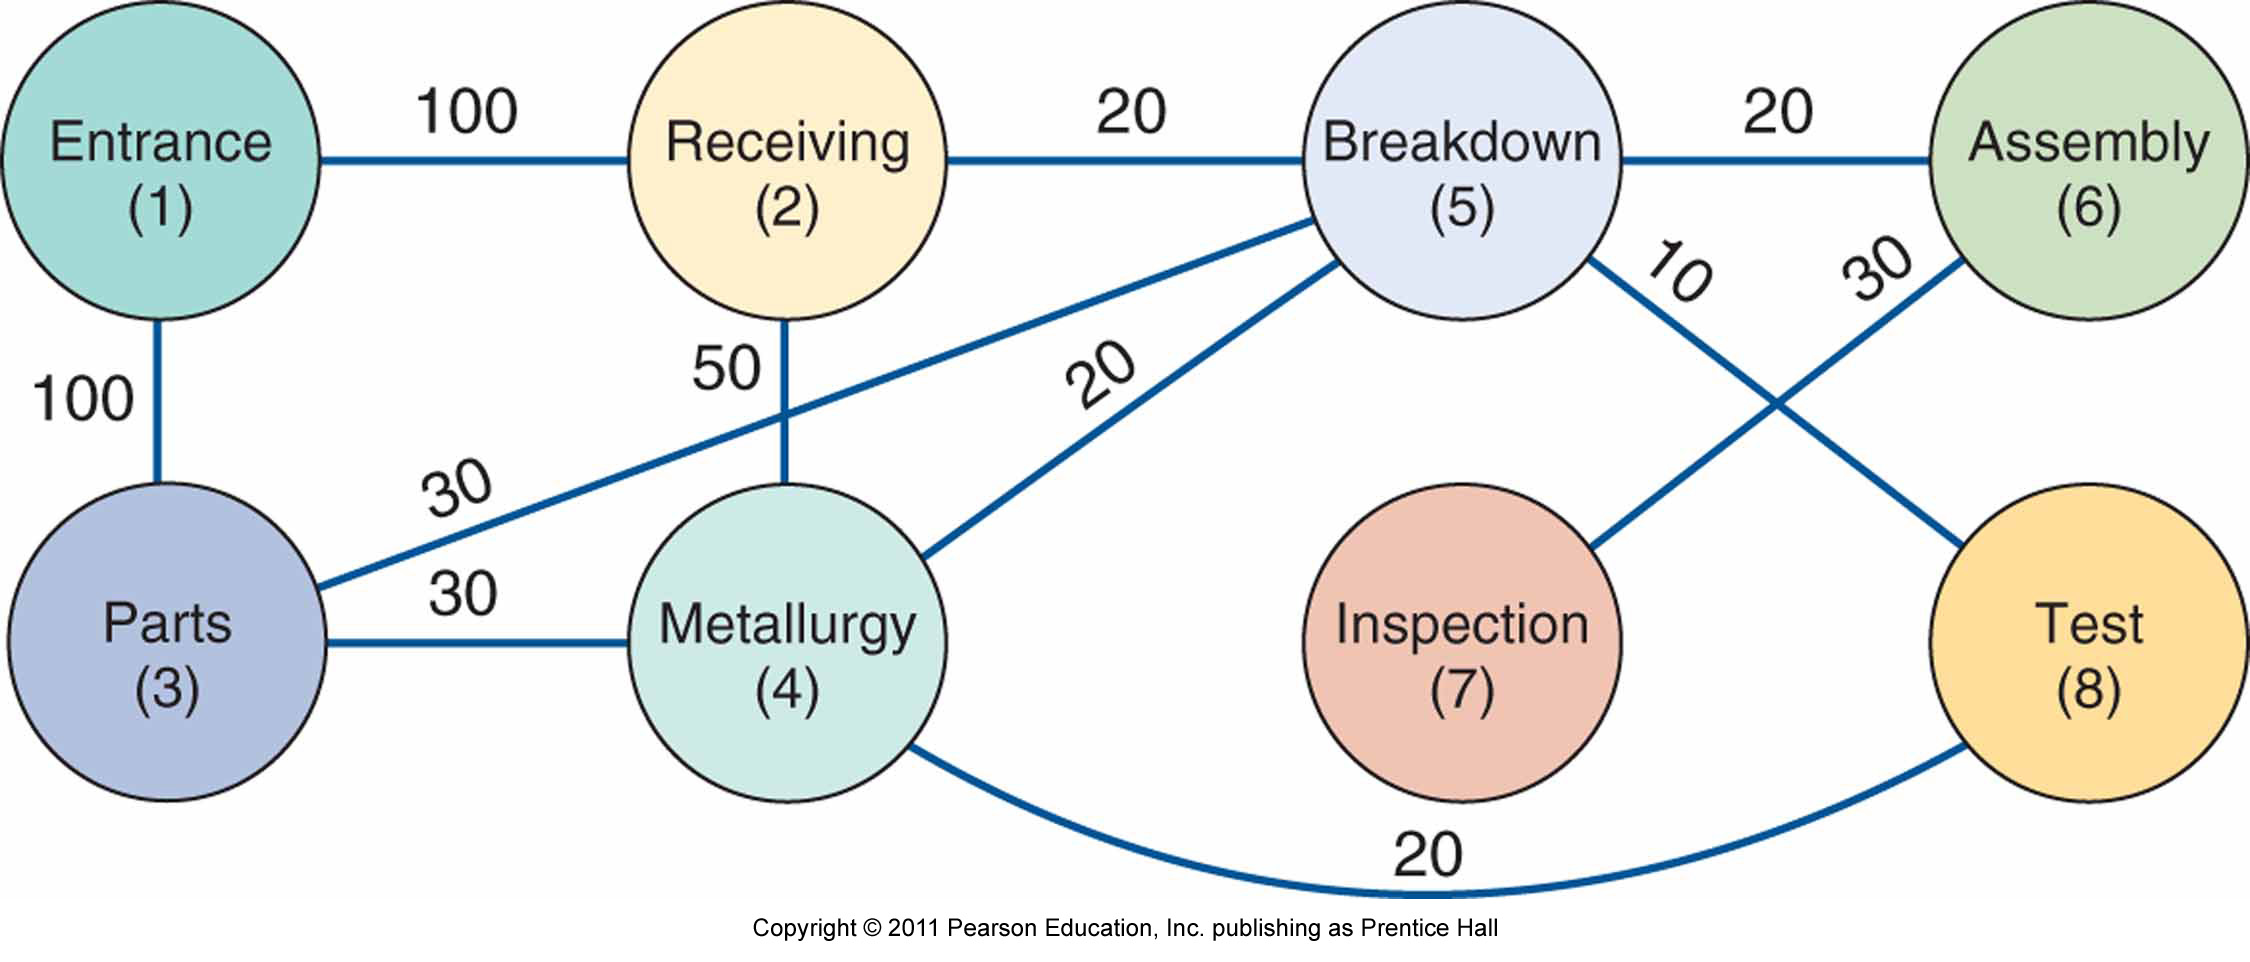 Entrance
(1)
100
Receiving
(2)
20
Breakdown
(5)
20
Assembly
(6)
100
50
30
20
10
30
30
Parts
(3)
Metallurgy
(4)
Inspection
(7)
Test
(8)
20
Copyright © 2011 Pearson Education, Inc. publishing as Prentice Hall